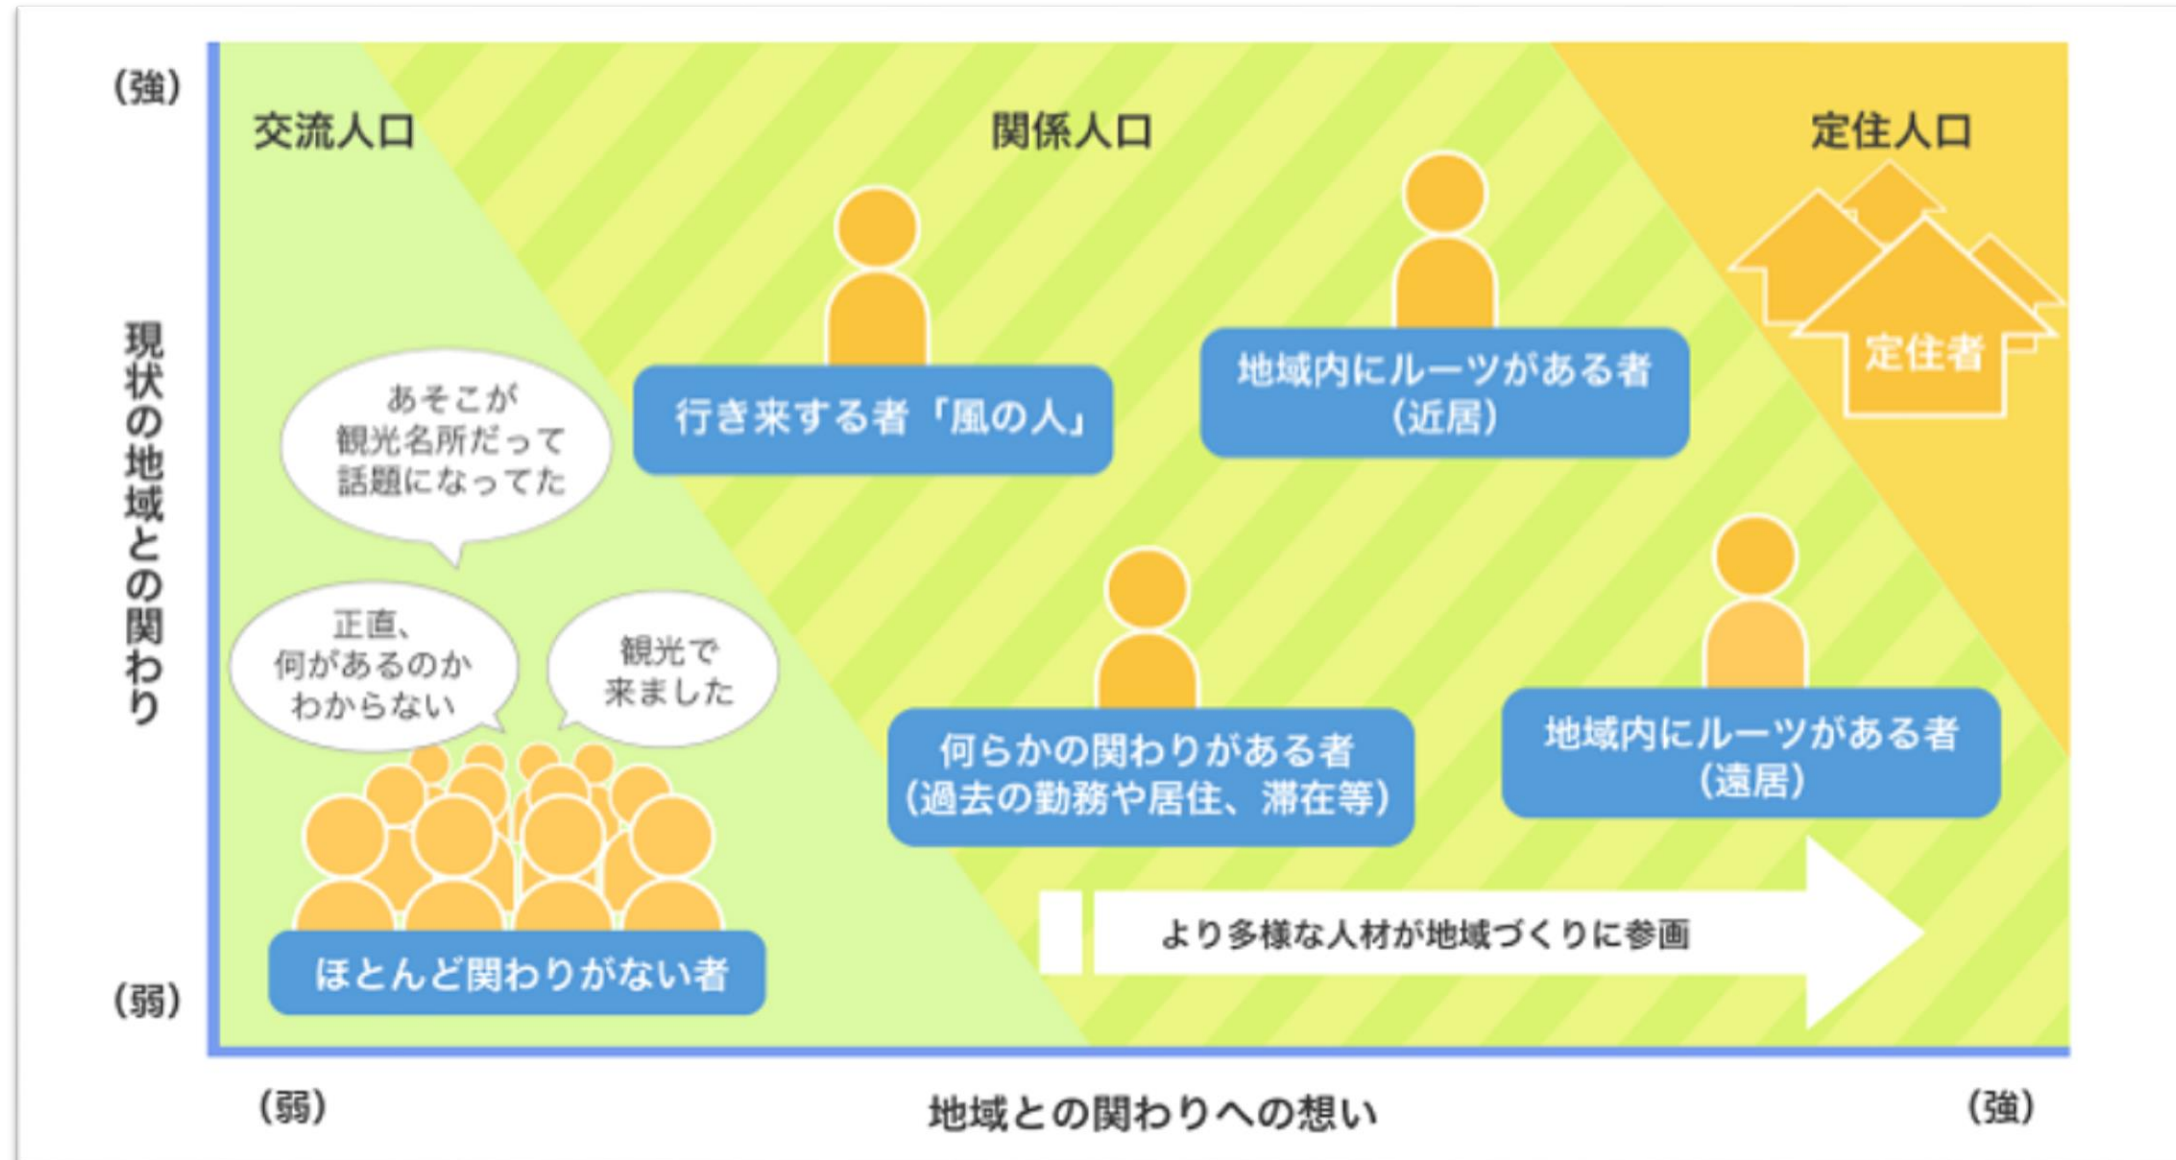 （強）
交流人口
関係人口
定住人口
現状の地域との関わり
定住者
地域内にルーツがある者
（近居）
行き来する者「風の人」
あそこが
観光名所だって
話題になってた
正直、
何があるのか
わからない
観光で
来ました
何らかの関わりがある者
（過去の勤務や居住、滞在等）
地域内にルーツがある者
（遠居）
より多様な人材が地域づくりに参画
ほとんど関わりがない者
（弱）
（弱）
地域との関わりへの想い
（強）